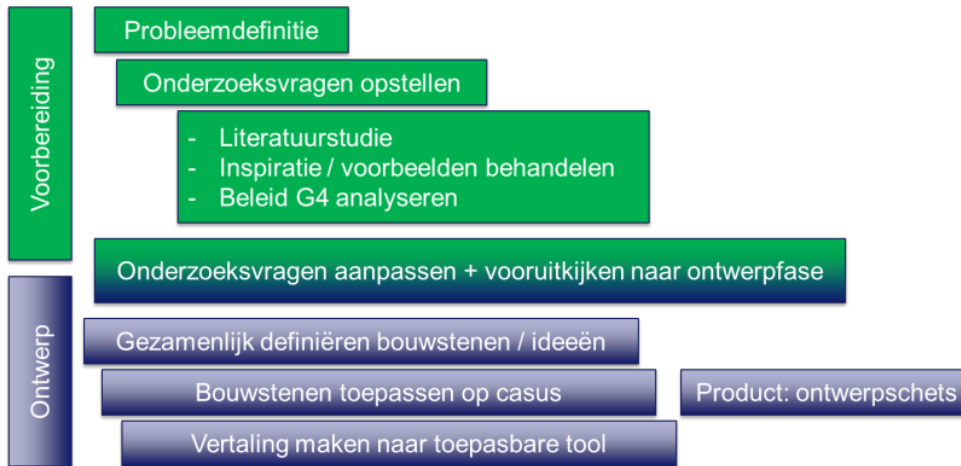 Voorbereiding
Probleemdefinitie
Onderzoeksvragen opstellen
- Literatuurstudie
- Inspiratie / voorbeelden behandelen
- Beleid G4 analyseren
Onderzoeksvragen aanpassen + vooruitkijken naar ontwerpfase
Ontwerp
Gezamenlijk definiëren bouwstenen / ideeën
Bouwstenen toepassen op casus
Product: ontwerpschets
Vertaling maken naar toepasbare tool